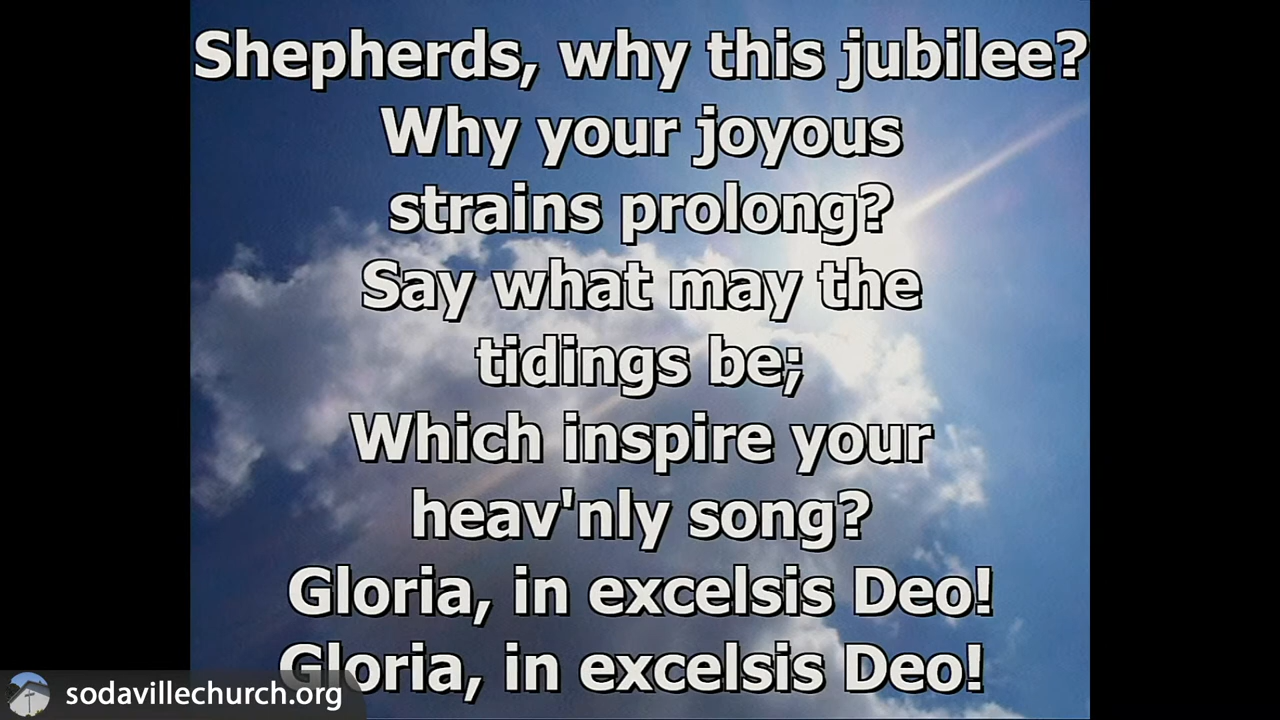 Shepherds, why this jubilee?
Why your joyous
strains prolong?
Say what may the
tidings be;
Which inspire your
heav'nly song?
Gloria, in excelsis Deo!
Gloria, in excelsis Deo!
sodavillechurch.org